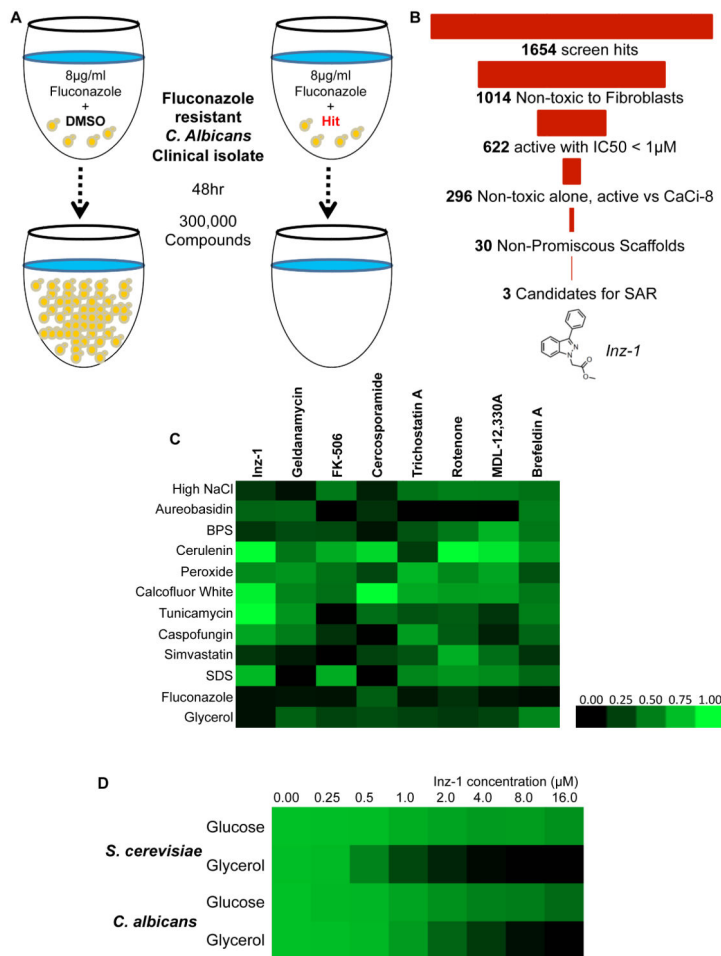 A
8µg/ml
Fluconazole
+
DMSO
Fluconazole
resistant
C. Albicans
Clinical isolate
48hr
300,000
Compounds
8µg/ml
Fluconazole
+
Hit
B
1654 screen hits
1014 Non-toxic to Fibroblasts
622 active with IC50 < 1µM
296 Non-toxic alone, active vs CaCi-8
30 Non-Promiscous Scaffolds
3 Candidates for SAR
N
N
O
O
Inz-1
C
Inz-1
Geldanamycin
FK-506
Cercosporamide
Trichostatin A
Rotenone
MDL-12,330A
Brefeldin A
High NaCl
Aureobasidin
BPS
Cerulenin
Peroxide
Calcofluor White
Tunicamycin
Caspofungin
Simvastatin
SDS
Fluconazole
Glycerol
0.00 0.25 0.50 0.75 1.00
D
Inz-1 concentration (µM)
0.00 0.25 0.5 1.0 2.0 4.0 8.0 16.0
S. cerevisiae
Glucose
Glycerol
C. albicans
Glucose
Glycerol